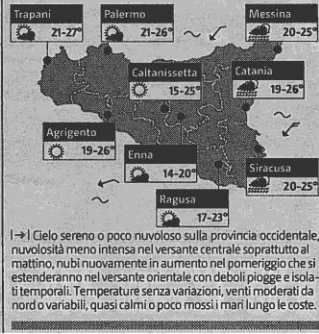 Trapani
21-27°
Palermo
21-26°
Messina
20-25°
Caltanissetta
15-25°
Catania
19-26°
Agrigento
19-26°
Enna
14-20°
Siracusa
20-25°
Ragusa
17-23°
|→| Cielo sereno o poco nuvoloso sulla provincia occidentale,
nuvolosità meno intensa nel versante centrale soprattutto al
mattino, nubi nuovamente in aumento nel pomeriggio che si
estenderanno nel versante orientale con deboli piogge e isola-
ti temporali. Temperature senza variazioni, venti moderati da
nord o variabili, quasi calmi o poco mossi i mari lungo le coste.